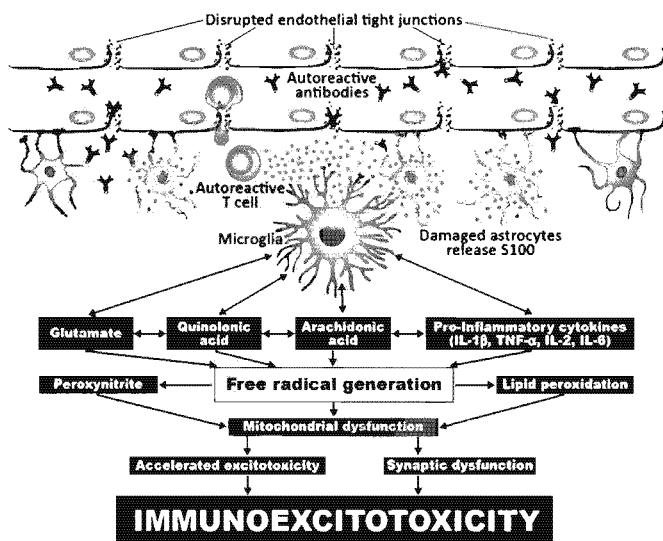 Disrupted endothelial tight junctions
Autoreactive
antibodies
Autoreactive
T cell
Microglia
Damaged astrocytes
release S100
Glutamate
Quinolonic
acid
Arachidonic
acid
Pro-Inflammatory cytokines
(IL-1β, TNF-α, IL-2, IL-6)
Peroxynitrite
Free radical generation
Lipid peroxidation
Mitochondrial dysfunction
Accelerated excitotoxicity
Synaptic dysfunction
IMMUNOEXCITOTOXICITY